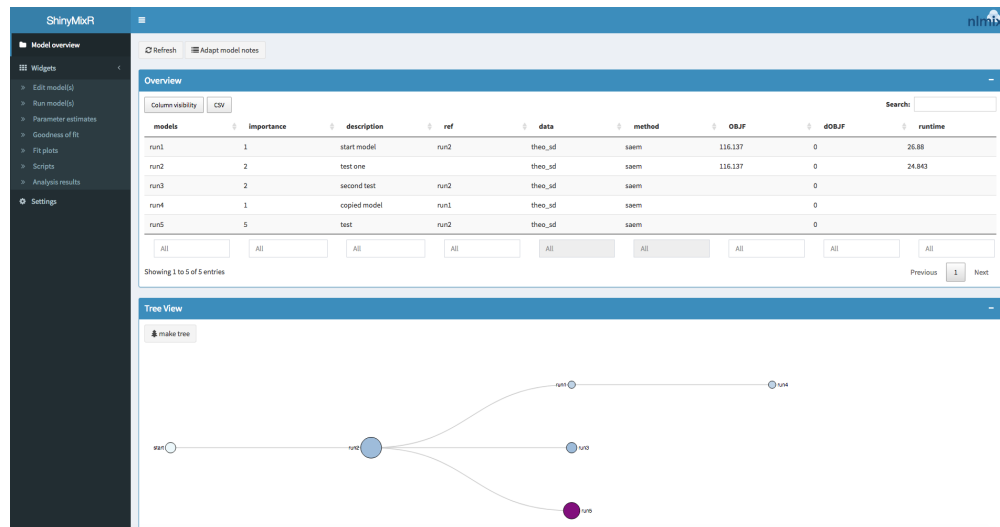 ShinyMixR
nlmix
Model overview
Widgets
Edit model(s)
Run model(s)
Parameter estimates
Goodness of fit
Fit plots
Scripts
Analysis results
Settings
Refresh Adapt model notes
Overview
Column visibility CSV Search:
models importance description ref data method OBJF dOBJF runtime
run1 1 start model run2 theo_sd saem 116.137 0 26.88
run2 2 test one theo_sd saem 116.137 0 24.843
run3 2 second test run2 theo_sd saem 0
run4 1 copied model run1 theo_sd saem 0
run5 5 test run2 theo_sd saem 0
All All All All All All All All All
Showing 1 to 5 of 5 entries Previous 1 Next
Tree View
make tree
run1 run4
start run2 run3
run5